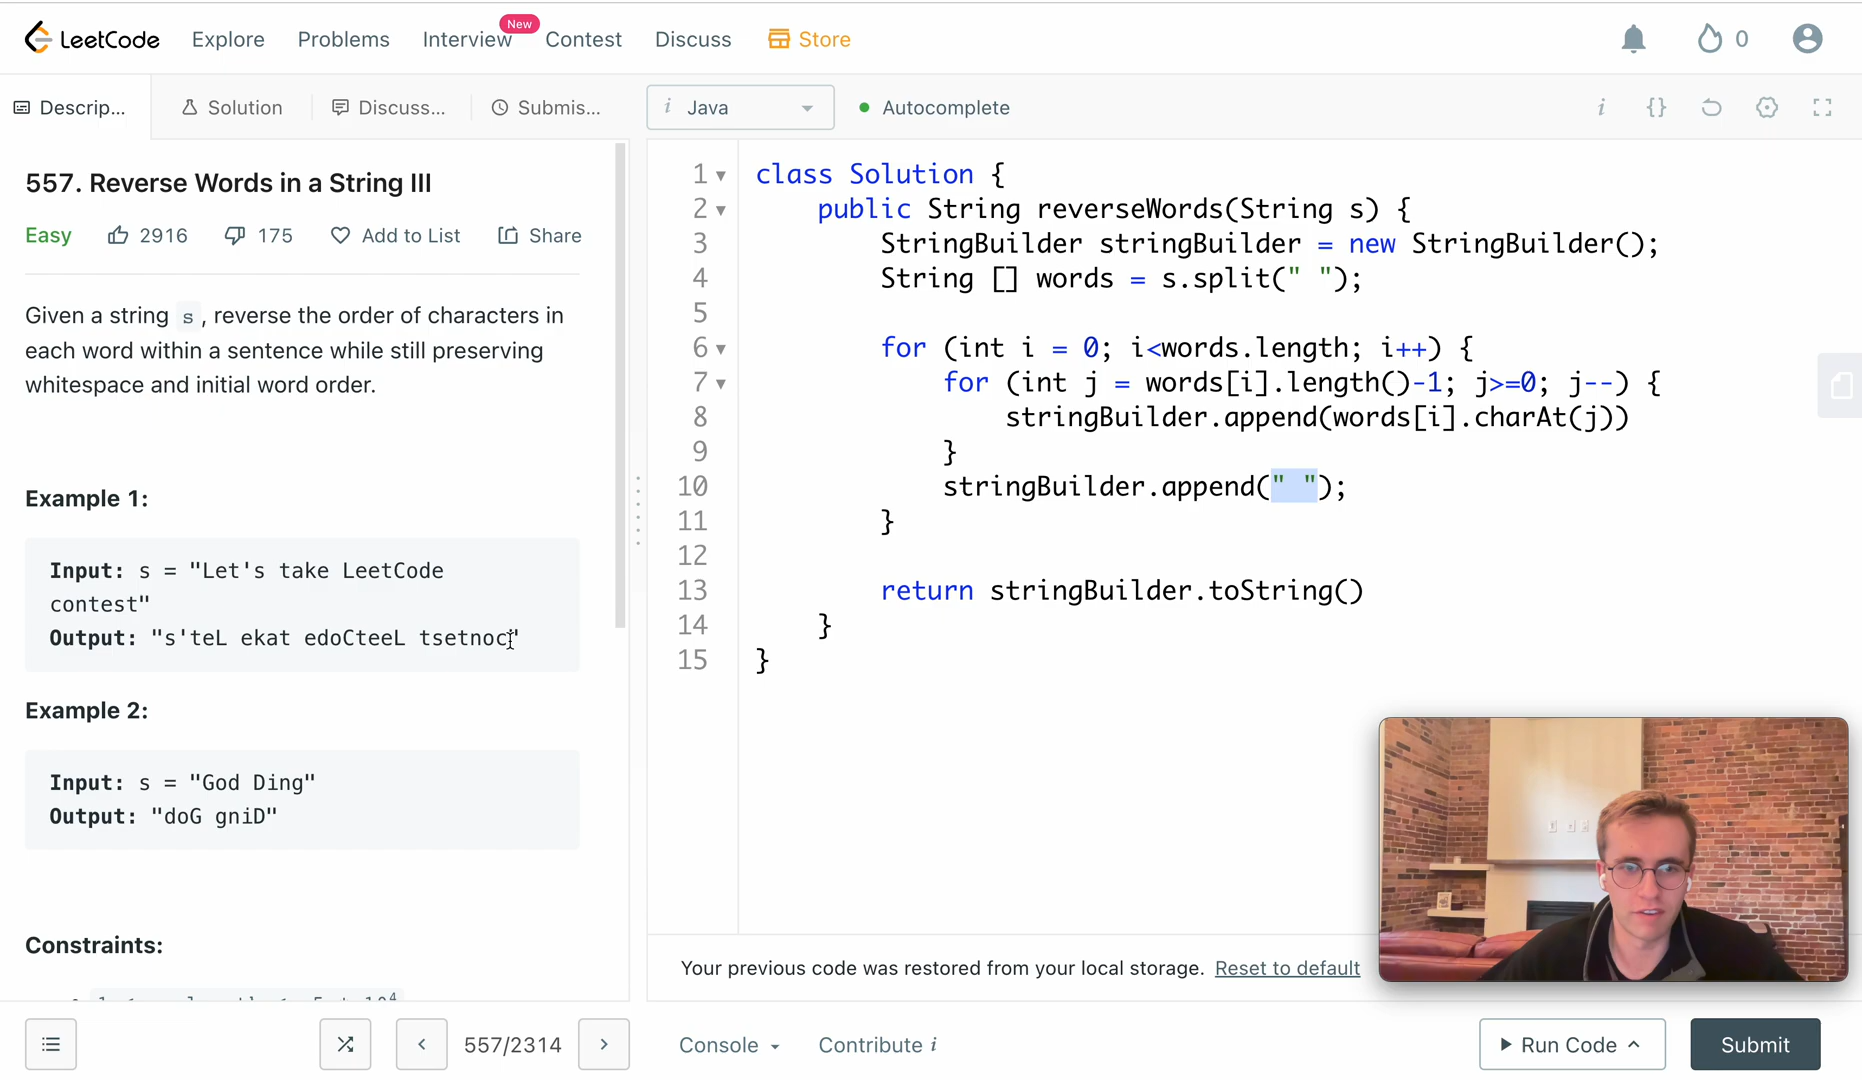 LeetCode Explore Problems Interview New Contest Discuss Store 0
Descrip... Solution Discuss... Submis... i Java Autocomplete i {}
557. Reverse Words in a String III
Easy 2916 175 Add to List Share
Given a string s, reverse the order of characters in
each word within a sentence while still preserving
whitespace and initial word order.
Example 1:
Input: s = "Let's take LeetCode
contest"
Output: "s'teL ekat edoCteeL tsetnoc"
Example 2:
Input: s = "God Ding"
Output: "doG gniD"
Constraints:
1 class Solution {
2 public String reverseWords(String s) {
3 StringBuilder stringBuilder = new StringBuilder();
4 String [] words = s.split(" ");
5
6 for (int i = 0; i<words.length; i++) {
7 for (int j = words[i].length()-1; j>=0; j--) {
8 stringBuilder.append(words[i].charAt(j))
9 }
10 stringBuilder.append(" ");
11 }
12
13 return stringBuilder.toString()
14 }
15 }
Your previous code was restored from your local storage. Reset to default
557/2314 Console Contribute i Run Code Submit